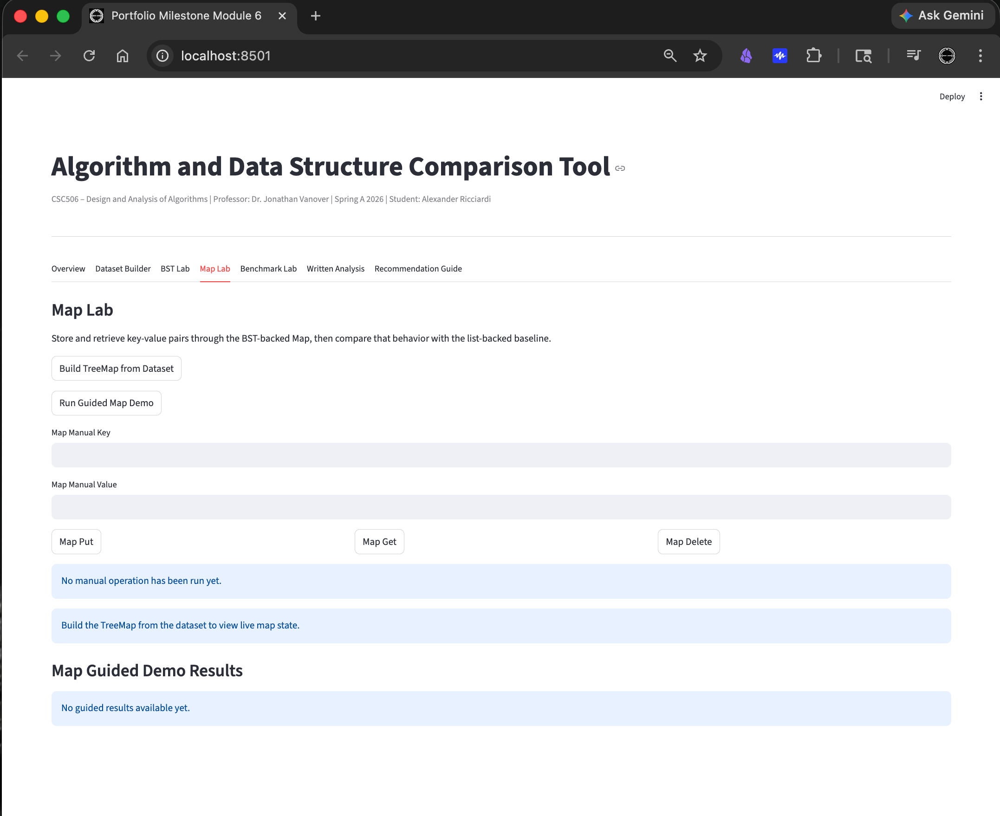 Portfolio Milestone Module 6
Ask Gemini
localhost:8501
Deploy
Algorithm and Data Structure Comparison Tool
CSC506 – Design and Analysis of Algorithms | Professor: Dr. Jonathan Vanover | Spring A 2026 | Student: Alexander Ricciardi
Overview Dataset Builder BST Lab Map Lab Benchmark Lab Written Analysis Recommendation Guide
Map Lab
Store and retrieve key-value pairs through the BST-backed Map, then compare that behavior with the list-backed baseline.
Build TreeMap from Dataset
Run Guided Map Demo
Map Manual Key
Map Manual Value
Map Put Map Get Map Delete
No manual operation has been run yet.
Build the TreeMap from the dataset to view live map state.
Map Guided Demo Results
No guided results available yet.